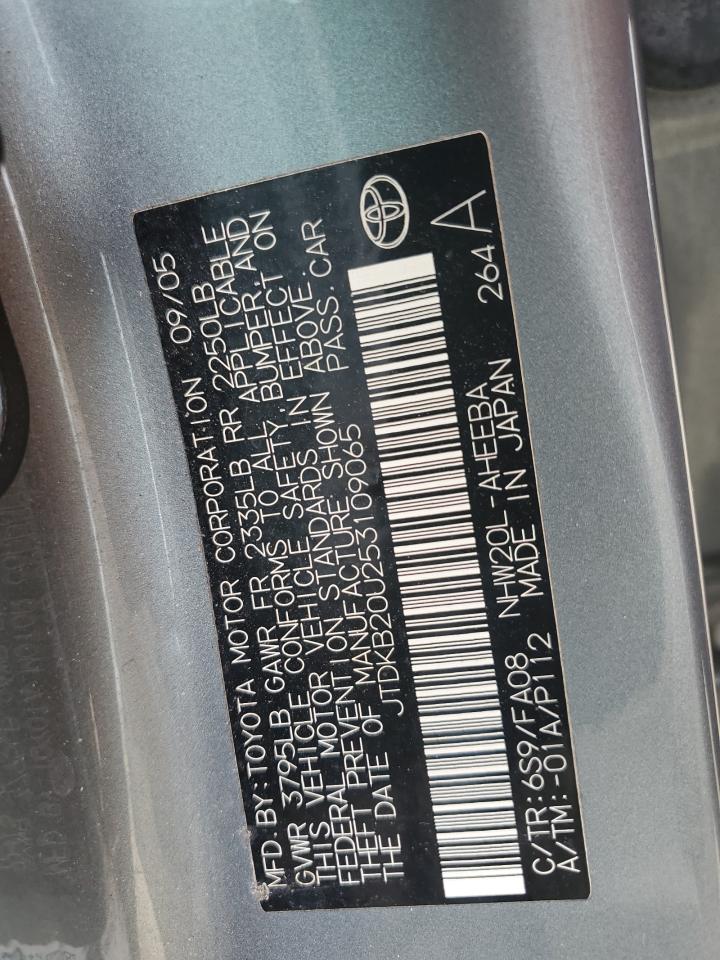 MFD.BY:TOYOTA MOTOR CORPORATION 09/05
GVWR 3795LB GAWR FR 2335LB RR 2250LB
THIS VEHICLE CONFORMS TO ALL APPLICABLE
FEDERAL MOTOR VEHICLE SAFETY, BUMPER, AND
THEFT PREVENTION STANDARDS IN EFFECT ON
THE DATE OF MANUFACTURE SHOWN ABOVE.
JTDKB20U253109065 PASS. CAR
C/TR:6S9/FA08 NHW20L-AHEEBA 264 A
A/TM:-01A/P112 MADE IN JAPAN